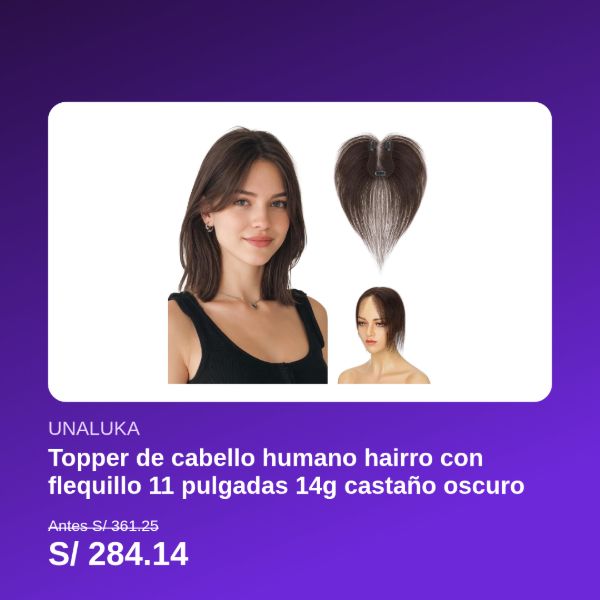 UNALUKA
Topper de cabello humano hairro con
flequillo 11 pulgadas 14g castaño oscuro
Antes S/ 361.25
S/ 284.14